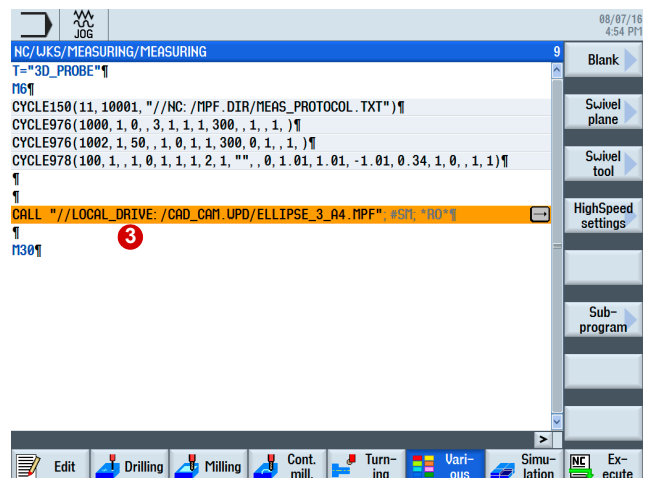 JOG
08/07/16
4:54 PM
NC/WKS/MEASURING/MEASURING 9
T="3D_PROBE"¶
M6¶
CYCLE150(11,10001,"//NC:/MPF.DIR/MEAS_PROTOCOL.TXT")¶
CYCLE976(1000,1,0,,3,1,1,1,300,,1,,1,)¶
CYCLE976(1002,1,50,,1,0,1,1,300,0,1,,1,)¶
CYCLE978(100,1,,1,0,1,1,1,2,1,"",,0,1.01,1.01,-1.01,0.34,1,0,,1,1)¶
¶
¶
CALL "//LOCAL_DRIVE:/CAD_CAM.WPD/ELLIPSE_3_A4.MPF";#SM; *RO*¶
¶
3
M30¶
Blank
Swivel
plane
Swivel
tool
HighSpeed
settings
Sub-
program
>
Edit
Drilling
Milling
Cont.
mill.
Turn-
ing
Vari-
ous
Simu-
lation
NC
Ex-
ecute